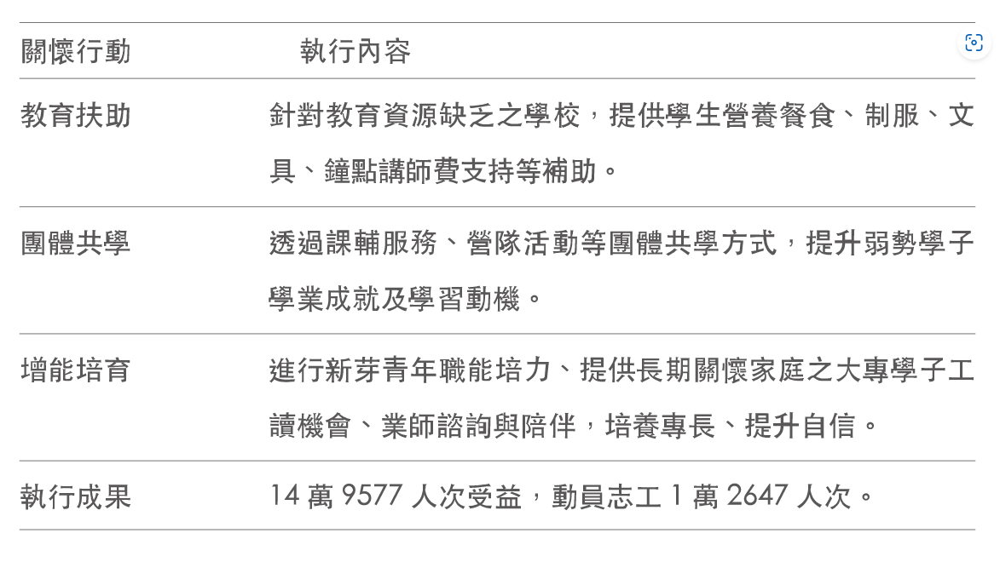 關懷行動 執行內容
教育扶助 針對教育資源缺乏之學校，提供學生營養餐食、制服、文
具、鐘點講師費支持等補助。
團體共學 透過課輔服務、營隊活動等團體共學方式，提升弱勢學子
學業成就及學習動機。
增能培育 進行新芽青年職能培力、提供長期關懷家庭之大專學子工
讀機會、業師諮詢與陪伴，培養專長、提升自信。
執行成果 14 萬 9577 人次受益，動員志工 1 萬 2647 人次。